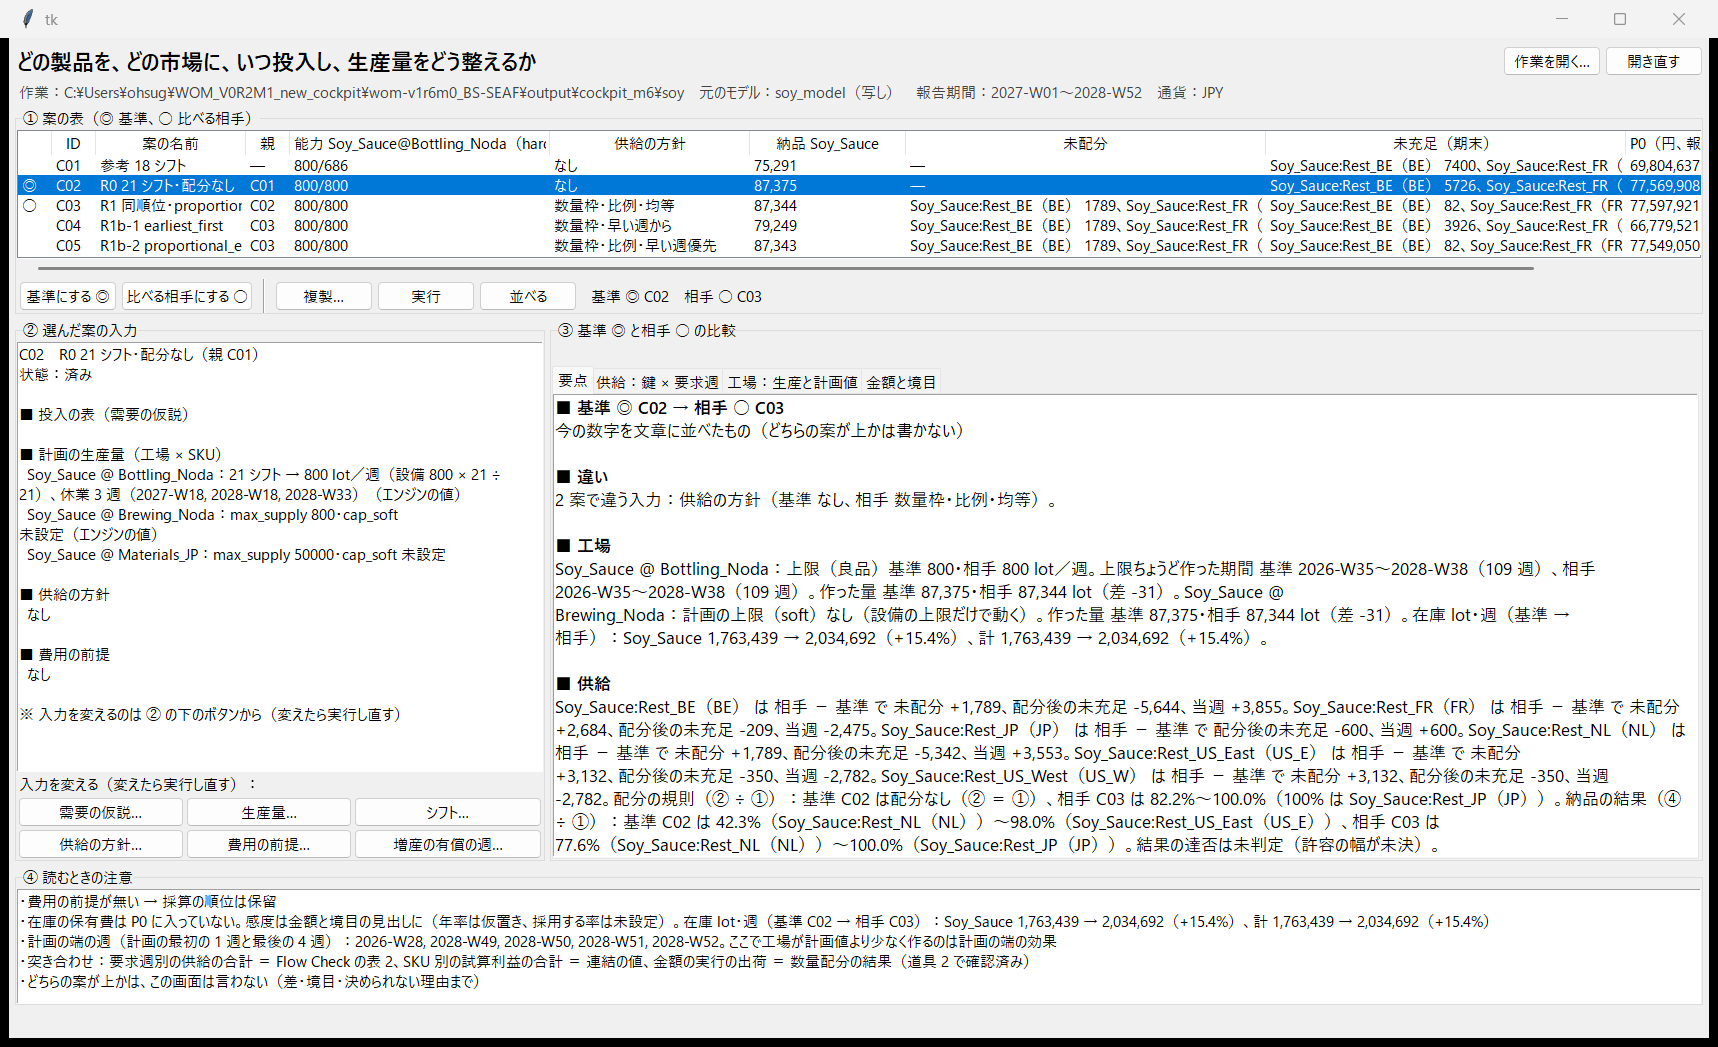 tk
どの製品を、どの市場に、いつ投入し、生産量をどう整えるか
作業を開く...
開き直す
作業：C:¥Users¥ohsug¥WOM_V0R2M1_new_cockpit¥wom-v1r6m0_BS-SEAF¥output¥cockpit_m6¥soy　元のモデル：soy_model（写し）　報告期間：2027-W01～2028-W52　通貨：JPY
① 案の表（◎ 基準、○ 比べる相手）
ID 案の名前 親 能力 Soy_Sauce@Bottling_Noda（hard 供給の方針 納品 Soy_Sauce 未配分 未充足（期末） P0（円、報
C01 参考 18 シフト — 800/686 なし 75,291 — Soy_Sauce:Rest_BE（BE） 7400、Soy_Sauce:Rest_FR（ 69,804,637
◎ C02 R0 21 シフト・配分なし C01 800/800 なし 87,375 — Soy_Sauce:Rest_BE（BE） 5726、Soy_Sauce:Rest_FR（ 77,569,908
○ C03 R1 同順位・proportior C02 800/800 数量枠・比例・均等 87,344 Soy_Sauce:Rest_BE（BE） 1789、Soy_Sauce:Rest_FR（ Soy_Sauce:Rest_BE（BE） 82、Soy_Sauce:Rest_FR（FR 77,597,921
C04 R1b-1 earliest_first C03 800/800 数量枠・早い週から 79,249 Soy_Sauce:Rest_BE（BE） 1789、Soy_Sauce:Rest_FR（ Soy_Sauce:Rest_BE（BE） 3926、Soy_Sauce:Rest_FR（ 66,779,521
C05 R1b-2 proportional_e C03 800/800 数量枠・比例・早い週優先 87,343 Soy_Sauce:Rest_BE（BE） 1789、Soy_Sauce:Rest_FR（ Soy_Sauce:Rest_BE（BE） 82、Soy_Sauce:Rest_FR（FR 77,549,050
基準にする ◎ 比べる相手にする ○ 複製... 実行 並べる 基準 ◎ C02　相手 ○ C03
② 選んだ案の入力
C02　R0 21 シフト・配分なし（親 C01）
状態：済み
■ 投入の表（需要の仮説）
■ 計画の生産量（工場 × SKU）
Soy_Sauce @ Bottling_Noda：21 シフト → 800 lot／週（設備 800 × 21 ÷
21）、休業 3 週（2027-W18, 2028-W18, 2028-W33）（エンジンの値）
Soy_Sauce @ Brewing_Noda：max_supply 800・cap_soft
未設定（エンジンの値）
Soy_Sauce @ Materials_JP：max_supply 50000・cap_soft 未設定
■ 供給の方針
なし
■ 費用の前提
なし
※ 入力を変えるのは ② の下のボタンから（変えたら実行し直す）
入力を変える（変えたら実行し直す）：
需要の仮説... 生産量... シフト...
供給の方針... 費用の前提... 増産の有償の週...
③ 基準 ◎ と相手 ○ の比較
要点 供給：鍵 × 要求週 工場：生産と計画値 金額と境目
■ 基準 ◎ C02 → 相手 ○ C03
今の数字を文章に並べたもの（どちらの案が上かは書かない）
■ 違い
2 案で違う入力：供給の方針（基準 なし、相手 数量枠・比例・均等）。
■ 工場
Soy_Sauce @ Bottling_Noda：上限（良品）基準 800・相手 800 lot／週。上限ちょうど作った期間 基準 2026-W35～2028-W38（109 週）、相手
2026-W35～2028-W38（109 週）。作った量 基準 87,375・相手 87,344 lot（差 -31）。Soy_Sauce @
Brewing_Noda：計画の上限（soft）なし（設備の上限だけで動く）。作った量 基準 87,375・相手 87,344 lot（差 -31）。在庫 lot・週（基準 →
相手）：Soy_Sauce 1,763,439 → 2,034,692（+15.4%）、計 1,763,439 → 2,034,692（+15.4%）。
■ 供給
Soy_Sauce:Rest_BE（BE） は 相手 － 基準 で 未配分 +1,789、配分後の未充足 -5,644、当週 +3,855。Soy_Sauce:Rest_FR（FR） は 相手 － 基準 で 未配分
+2,684、配分後の未充足 -209、当週 -2,475。Soy_Sauce:Rest_JP（JP） は 相手 － 基準 で 配分後の未充足 -600、当週 +600。Soy_Sauce:Rest_NL（NL） は
相手 － 基準 で 未配分 +1,789、配分後の未充足 -5,342、当週 +3,553。Soy_Sauce:Rest_US_East（US_E） は 相手 － 基準 で 未配分
+3,132、配分後の未充足 -350、当週 -2,782。Soy_Sauce:Rest_US_West（US_W） は 相手 － 基準 で 未配分 +3,132、配分後の未充足 -350、当週
-2,782。配分の規則（② ÷ ①）：基準 C02 は配分なし（② ＝ ①）、相手 C03 は 82.2%～100.0%（100% は Soy_Sauce:Rest_JP（JP））。納品の結果（④
÷ ①）：基準 C02 は 42.3%（Soy_Sauce:Rest_NL（NL））～98.0%（Soy_Sauce:Rest_US_East（US_E））、相手 C03 は
77.6%（Soy_Sauce:Rest_NL（NL））～100.0%（Soy_Sauce:Rest_JP（JP））。結果の達否は未判定（許容の幅が未決）。
④ 読むときの注意
・費用の前提が無い → 採算の順位は保留
・在庫の保有費は P0 に入っていない。感度は金額と境目の見出しに（年率は仮置き、採用する率は未設定）。在庫 lot・週（基準 C02 → 相手 C03）：Soy_Sauce 1,763,439 → 2,034,692（+15.4%）、計 1,763,439 → 2,034,692（+15.4%）
・計画の端の週（計画の最初の 1 週と最後の 4 週）：2026-W28, 2028-W49, 2028-W50, 2028-W51, 2028-W52。ここで工場が計画値より少なく作るのは計画の端の効果
・突き合わせ：要求週別の供給の合計 ＝ Flow Check の表 2、SKU 別の試算利益の合計 ＝ 連結の値、金額の実行の出荷 ＝ 数量配分の結果（道具 2 で確認済み）
・どちらの案が上かは、この画面は言わない（差・境目・決められない理由まで）